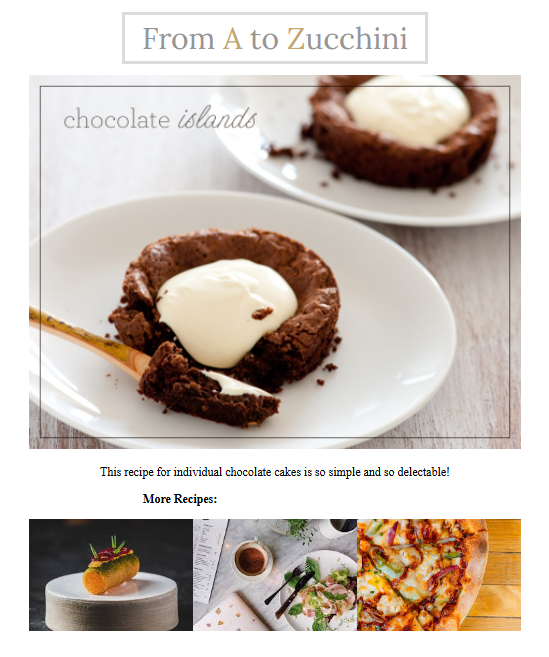 From A to Zucchini
chocolate islands
This recipe for individual chocolate cakes is so simple and so delectable!
More Recipes: